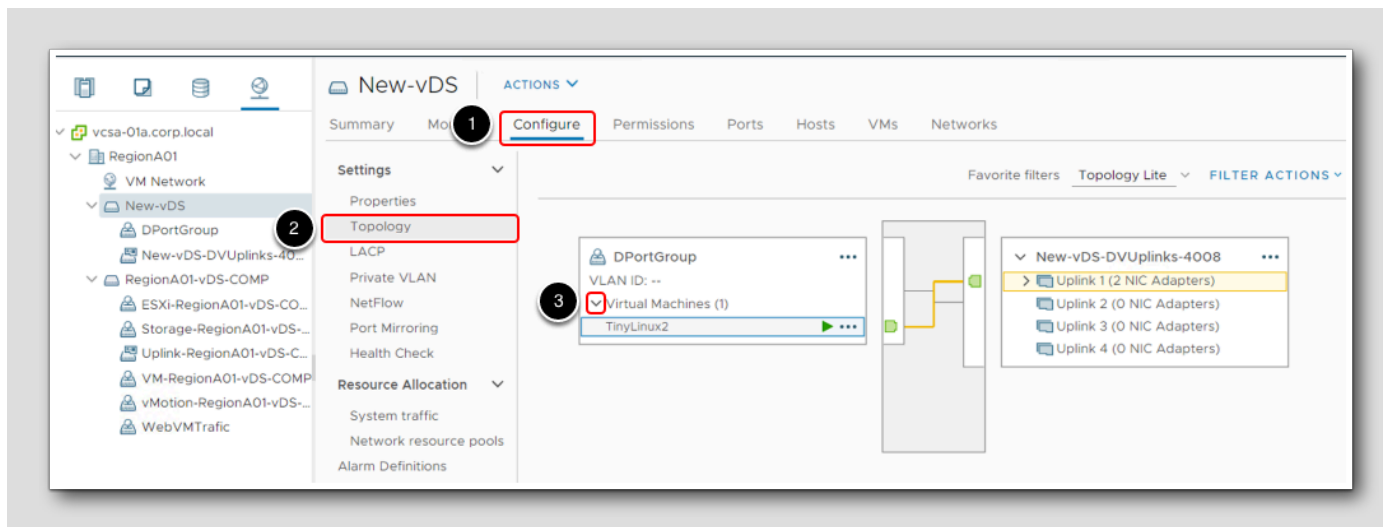 New-vDS
ACTIONS
Summary
1
Configure
Permissions
Ports
Hosts
VMs
Networks
vcsa-01a.corp.local
RegionA01
VM Network
New-vDS
DPortGroup
New-vDS-DVUplinks-40...
RegionA01-vDS-COMP
ESXi-RegionA01-vDS-CO...
Storage-RegionA01-vDS-...
Uplink-RegionA01-vDS-C...
VM-RegionA01-vDS-COMP
vMotion-RegionA01-vDS-...
WebVMTrafic
Settings
Properties
2
Topology
LACP
Private VLAN
NetFlow
Port Mirroring
Health Check
Resource Allocation
System traffic
Network resource pools
Alarm Definitions
Favorite filters
Topology Lite
FILTER ACTIONS
DPortGroup
VLAN ID: --
3
Virtual Machines (1)
TinyLinux2
New-vDS-DVUplinks-4008
Uplink 1 (2 NIC Adapters)
Uplink 2 (0 NIC Adapters)
Uplink 3 (0 NIC Adapters)
Uplink 4 (0 NIC Adapters)